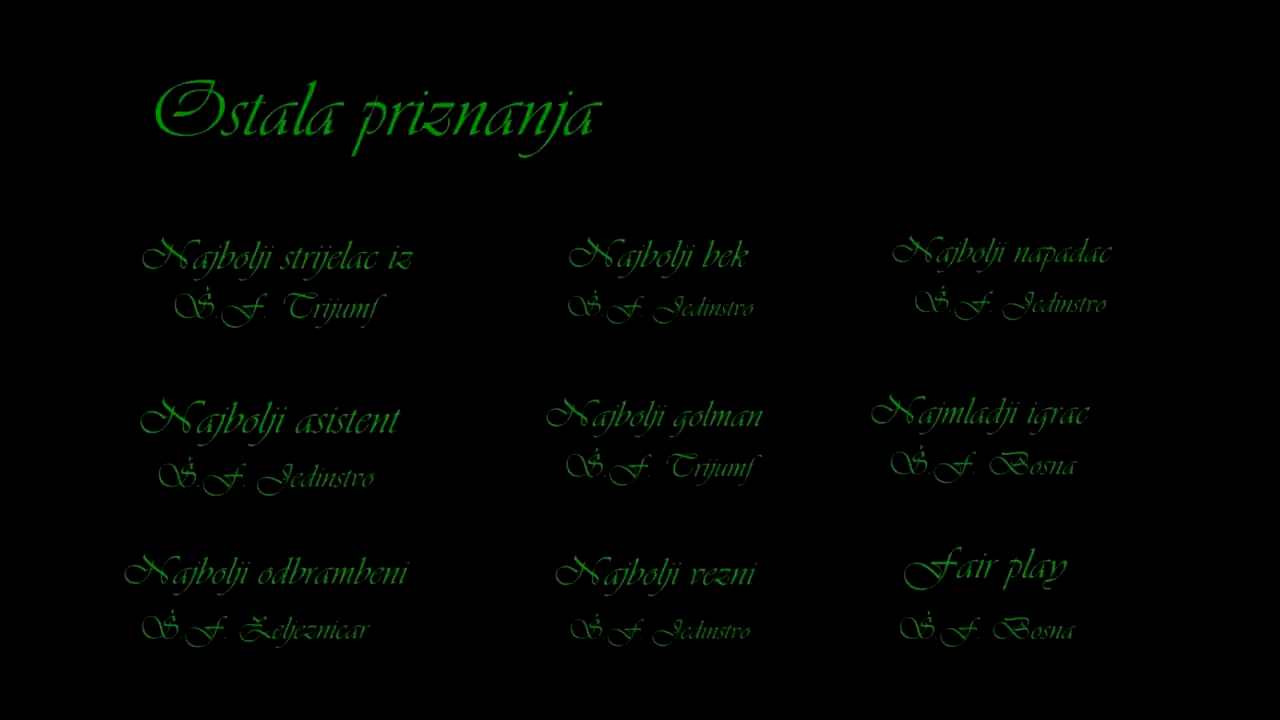 Ostala priznanja
Najbolji strijelac iz
Š.F. Trijumf
Najbolji bek
Š.F. Jedinstvo
Najbolji napadac
Š.F. Jedinstvo
Najbolji asistent
Š.F. Jedinstvo
Najbolji golman
Š.F. Trijumf
Najmladji igrac
Š.F. Bosna
Najbolji odbrambeni
Š.F. Zeljeznicar
Najbolji vezni
Š.F. Jedinstvo
Fair play
Š.F. Bosna